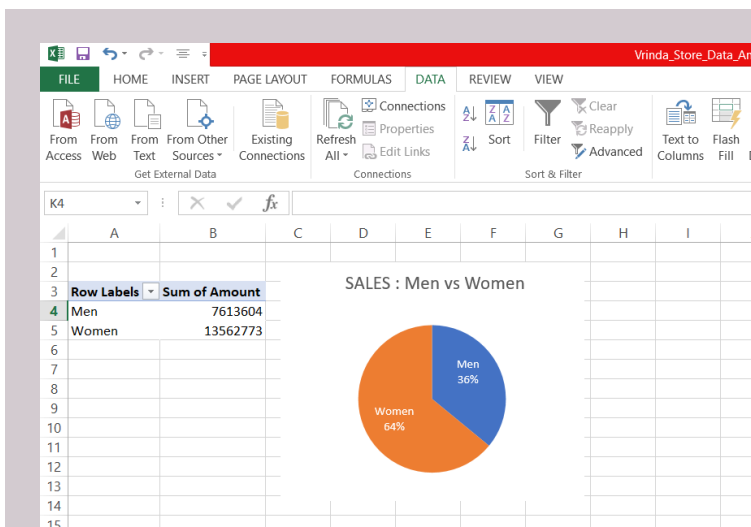 Vrinda_Store_Data_An
FILE HOME INSERT PAGE LAYOUT FORMULAS DATA REVIEW VIEW
From Access
From Web
From Text
From Other Sources
Get External Data
Existing Connections
Refresh All
Connections
Properties
Edit Links
Connections
Sort
Filter
Clear
Reapply
Advanced
Sort & Filter
Text to Columns
Flash Fill
K4
fx
A B C D E F G H I
1
2
3 Row Labels Sum of Amount
4 Men 7613604
5 Women 13562773
6
7
8
9
10
11
12
13
14
15
SALES : Men vs Women
Men
36%
Women
64%